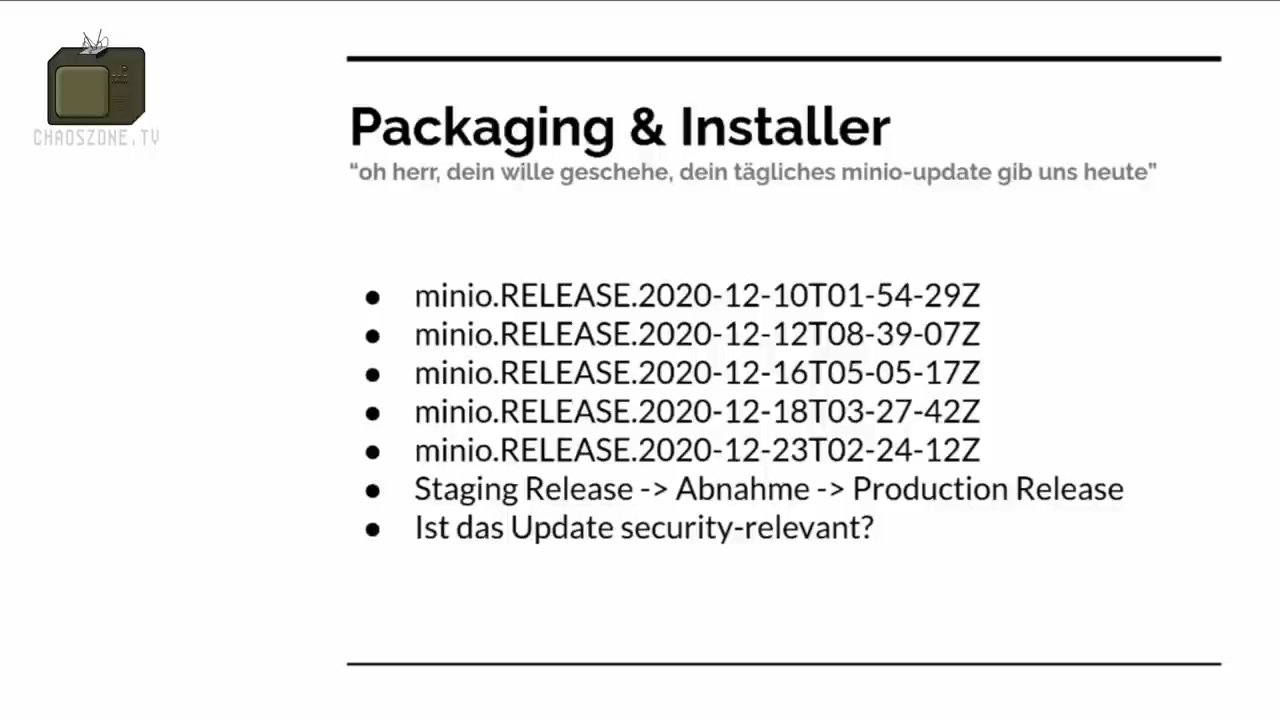 CHAOSZONE.TV
Packaging & Installer
“oh herr, dein wille geschehe, dein tägliches minio-update gib uns heute”
● minio.RELEASE.2020-12-10T01-54-29Z
● minio.RELEASE.2020-12-12T08-39-07Z
● minio.RELEASE.2020-12-16T05-05-17Z
● minio.RELEASE.2020-12-18T03-27-42Z
● minio.RELEASE.2020-12-23T02-24-12Z
● Staging Release -> Abnahme -> Production Release
● Ist das Update security-relevant?